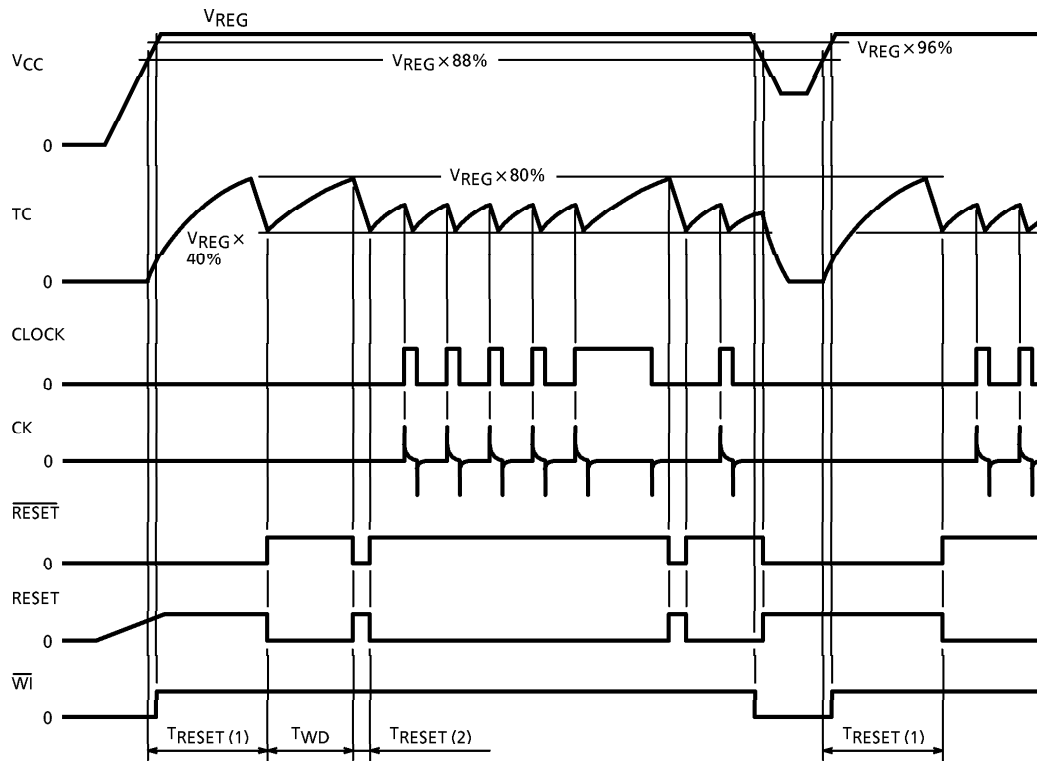 VREG
VCC
VREG×88%
VREG×96%
0
VREG×80%
TC
VREG×
40%
0
CLOCK
0
CK
0
RESET
0
RESET
0
WI
0
TRESET (1)
TWD
TRESET (2)
TRESET (1)